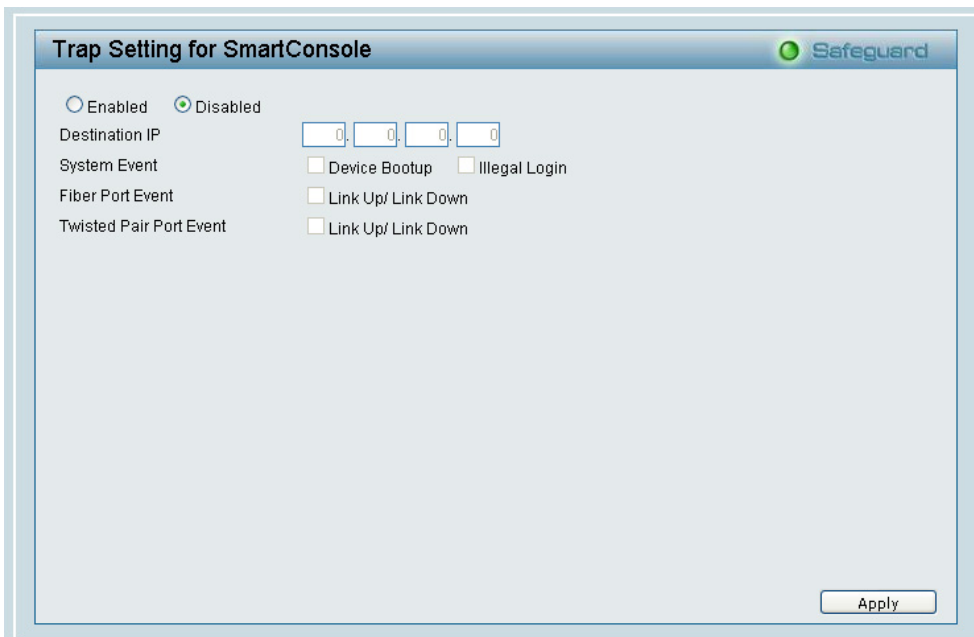 Trap Setting for SmartConsole Safeguard
Enabled Disabled
Destination IP 0. 0. 0. 0
System Event Device Bootup Illegal Login
Fiber Port Event Link Up/ Link Down
Twisted Pair Port Event Link Up/ Link Down
Apply